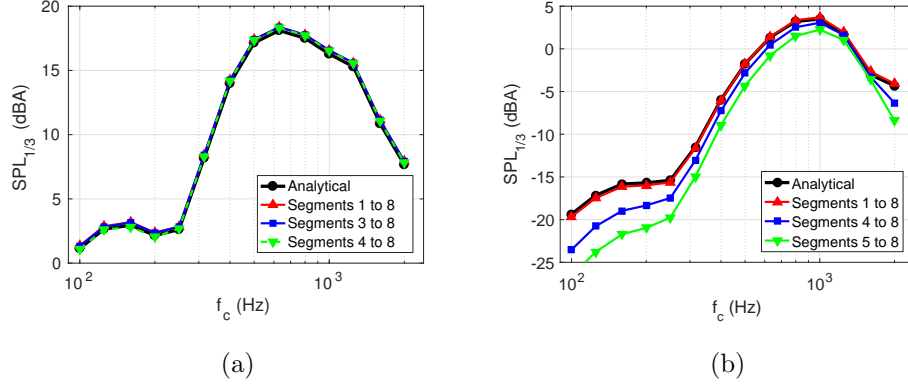 20
15
10
5
0
SPL1/3 (dBA)
Analytical
Segments 1 to 8
Segments 3 to 8
Segments 4 to 8
10^2
10^3
f_c (Hz)
(a)
5
0
-5
-10
-15
-20
-25
SPL1/3 (dBA)
Analytical
Segments 1 to 8
Segments 4 to 8
Segments 5 to 8
10^2
10^3
f_c (Hz)
(b)